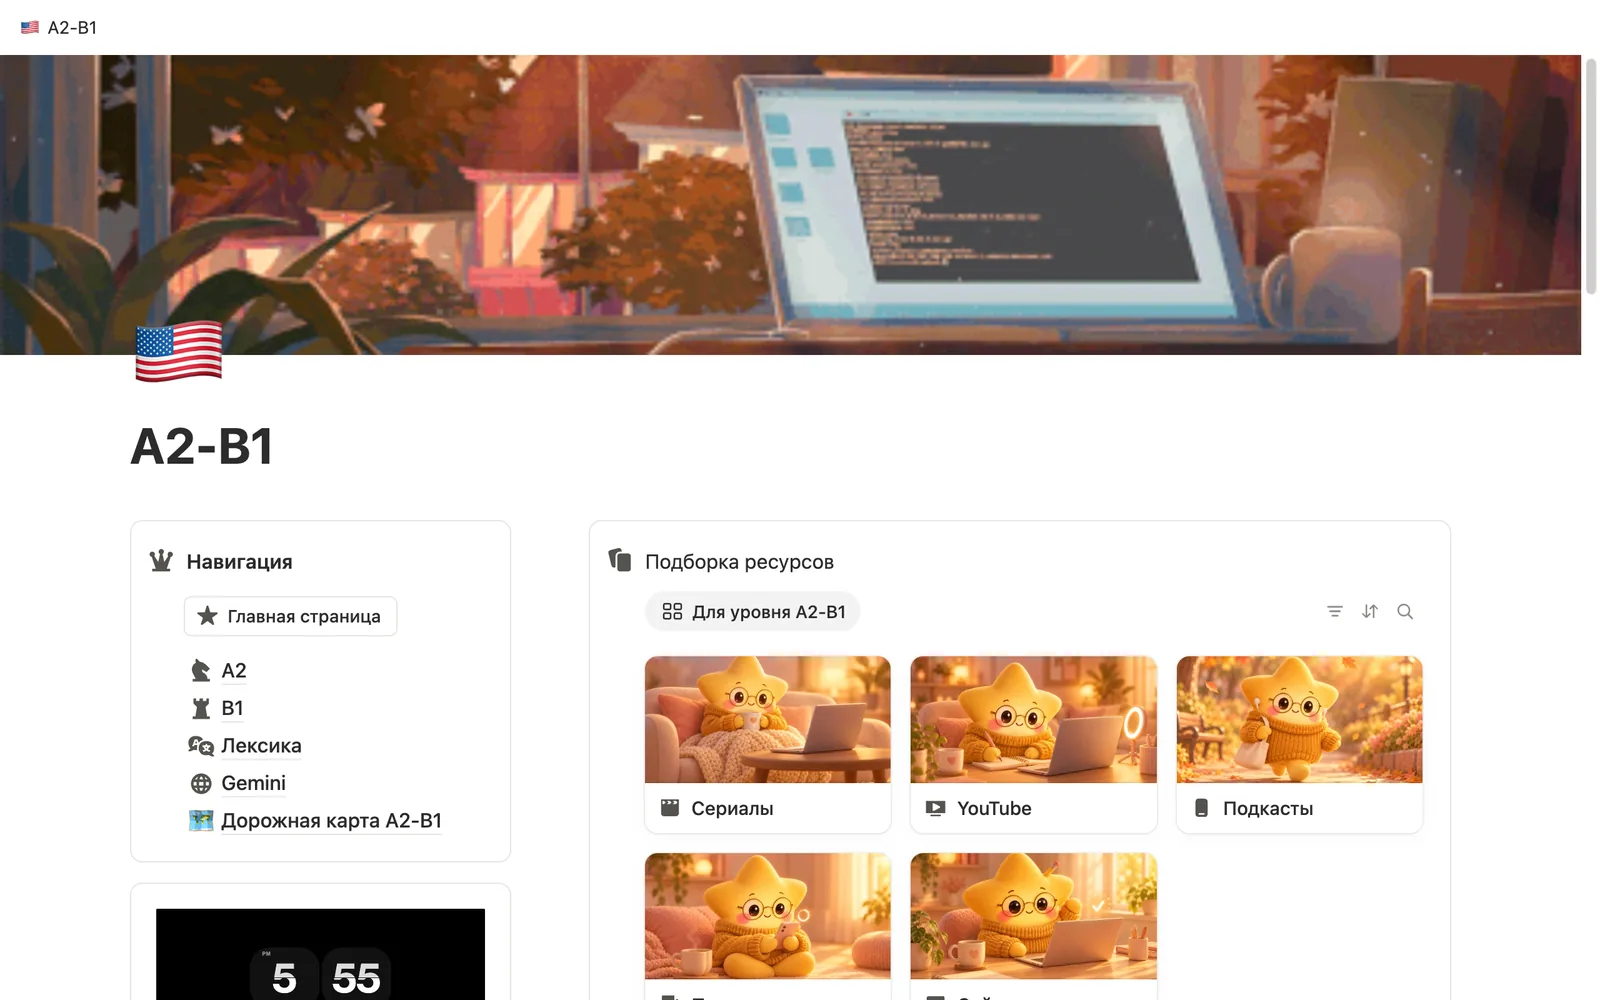 A2-B1
A2-B1
Навигация
Главная страница
A2
B1
Лексика
Gemini
Дорожная карта A2-B1
PM
5 55
Подборка ресурсов
Для уровня A2-B1
Сериалы
YouTube
Подкасты